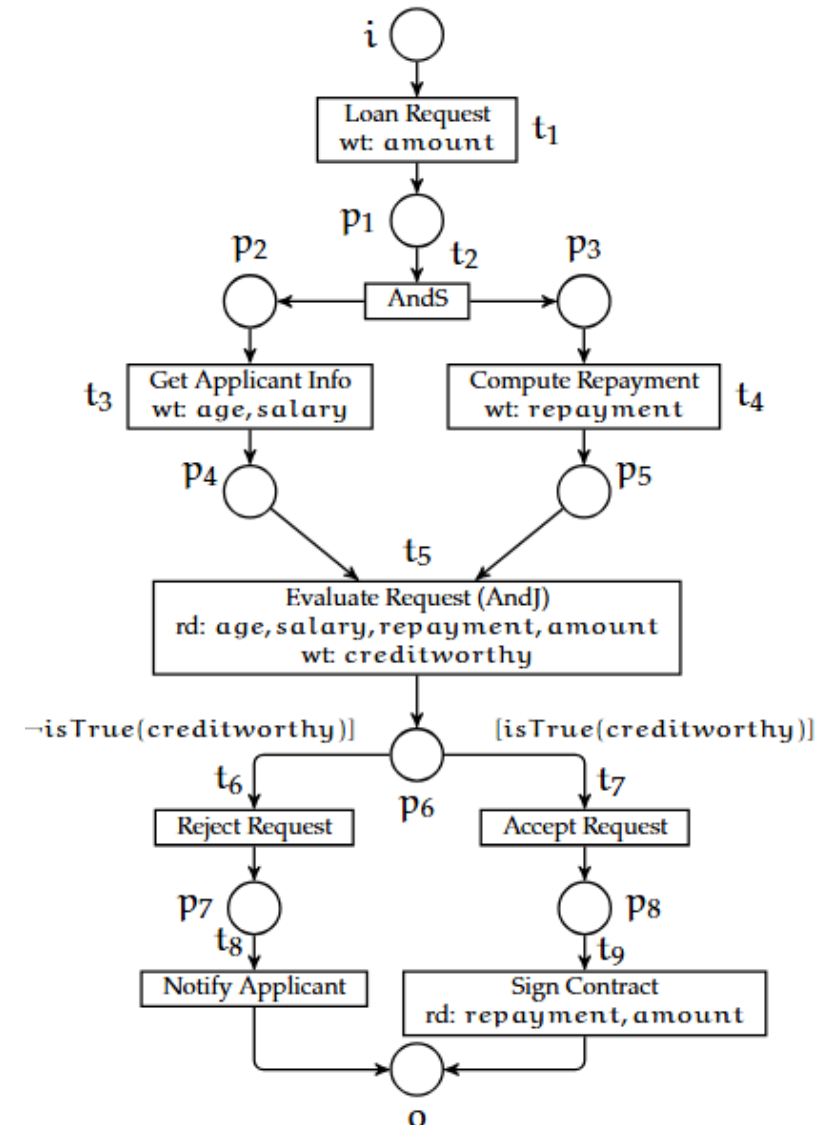 i
Loan Request
wt: amount
t1
p1
p2
t2
p3
AndS
t3
Get Applicant Info
wt: age, salary
Compute Repayment
wt: repayment
t4
p4
p5
t5
Evaluate Request (AndJ)
rd: age, salary, repayment, amount
wt: creditworthy
¬isTrue(creditworthy)]
[isTrue(creditworthy)]
t6
p6
t7
Reject Request
Accept Request
p7
p8
t8
t9
Notify Applicant
Sign Contract
rd: repayment, amount
o